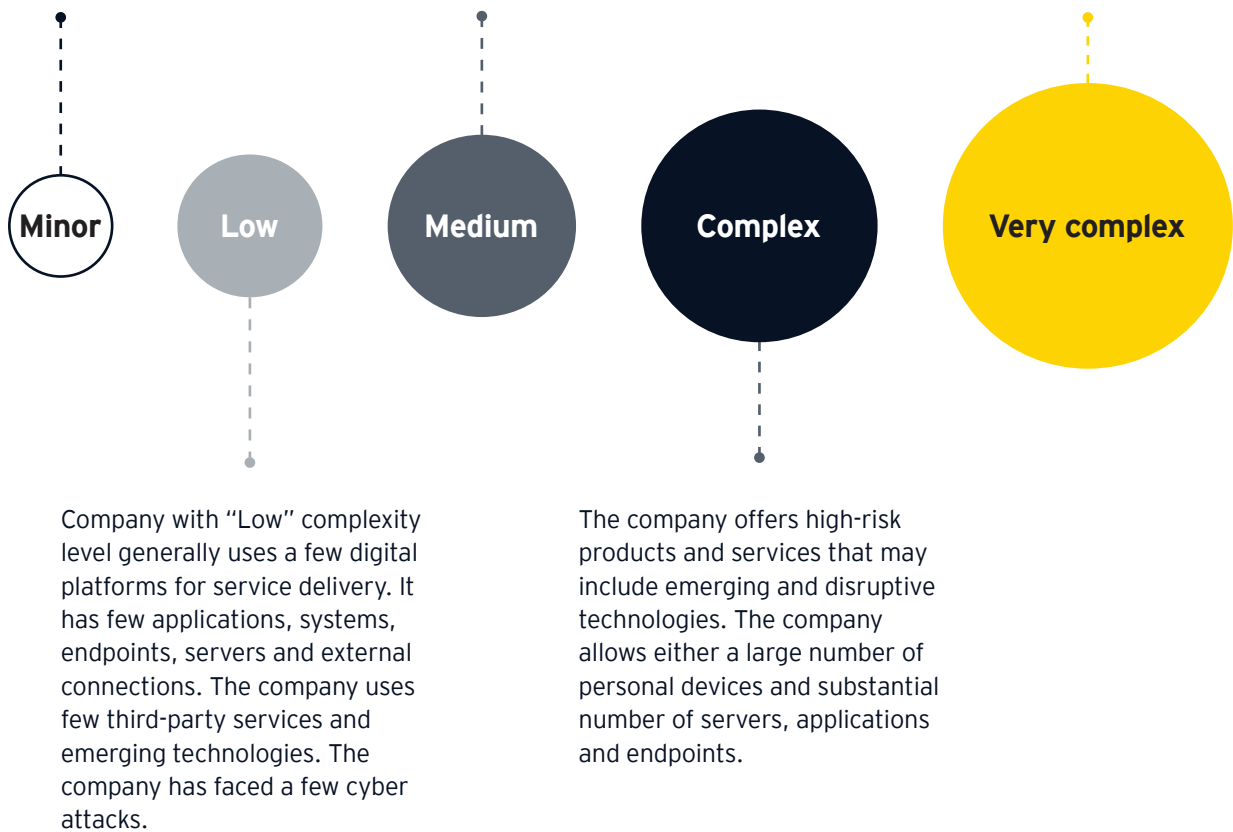 Minor
Low
Medium
Complex
Very complex
Company with “Low” complexity
level generally uses a few digital
platforms for service delivery. It
has few applications, systems,
endpoints, servers and external
connections. The company uses
few third-party services and
emerging technologies. The
company has faced a few cyber
attacks.
The company offers high-risk
products and services that may
include emerging and disruptive
technologies. The company
allows either a large number of
personal devices and substantial
number of servers, applications
and endpoints.